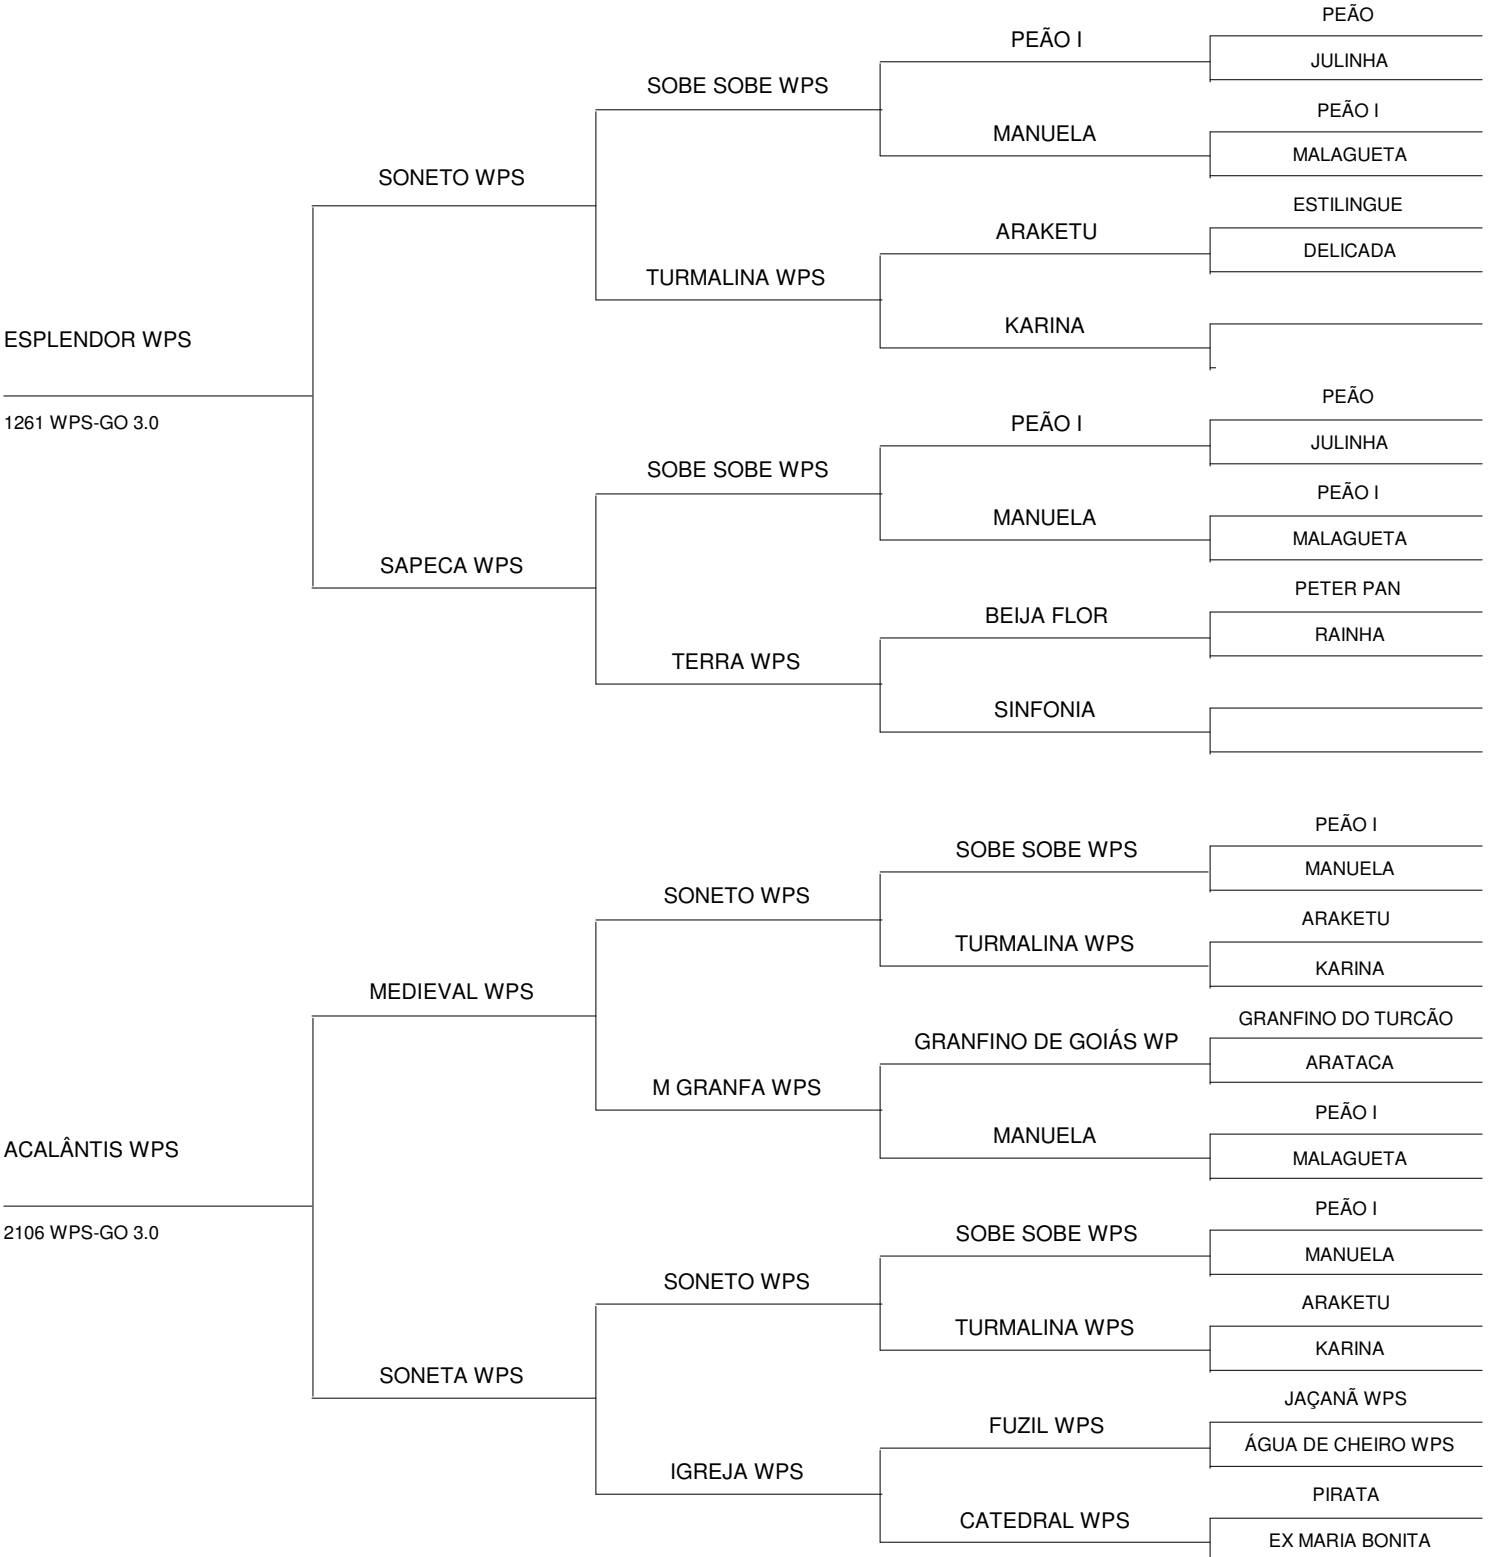 PEÃO
PEÃO I
JULINHA
SOBE SOBE WPS
PEÃO I
MANUELA
MALAGUETA
SONETO WPS
ESTILINGUE
ARAKETU
DELICADA
TURMALINA WPS
KARINA
ESPLENDOR WPS
PEÃO
1261 WPS-GO 3.0
PEÃO I
JULINHA
SOBE SOBE WPS
PEÃO I
MANUELA
MALAGUETA
SAPECA WPS
PETER PAN
BEIJA FLOR
RAINHA
TERRA WPS
SINFONIA
PEÃO I
SOBE SOBE WPS
MANUELA
SONETO WPS
ARAKETU
TURMALINA WPS
KARINA
MEDIEVAL WPS
GRANFINO DO TURCÃO
GRANFINO DE GOIÁS WP
ARATACA
M GRANFA WPS
PEÃO I
MANUELA
ACALÂNTIS WPS
MALAGUETA
PEÃO I
2106 WPS-GO 3.0
SOBE SOBE WPS
MANUELA
SONETO WPS
ARAKETU
TURMALINA WPS
KARINA
SONETA WPS
JAÇANÃ WPS
FUZIL WPS
ÁGUA DE CHEIRO WPS
IGREJA WPS
PIRATA
CATEDRAL WPS
EX MARIA BONITA